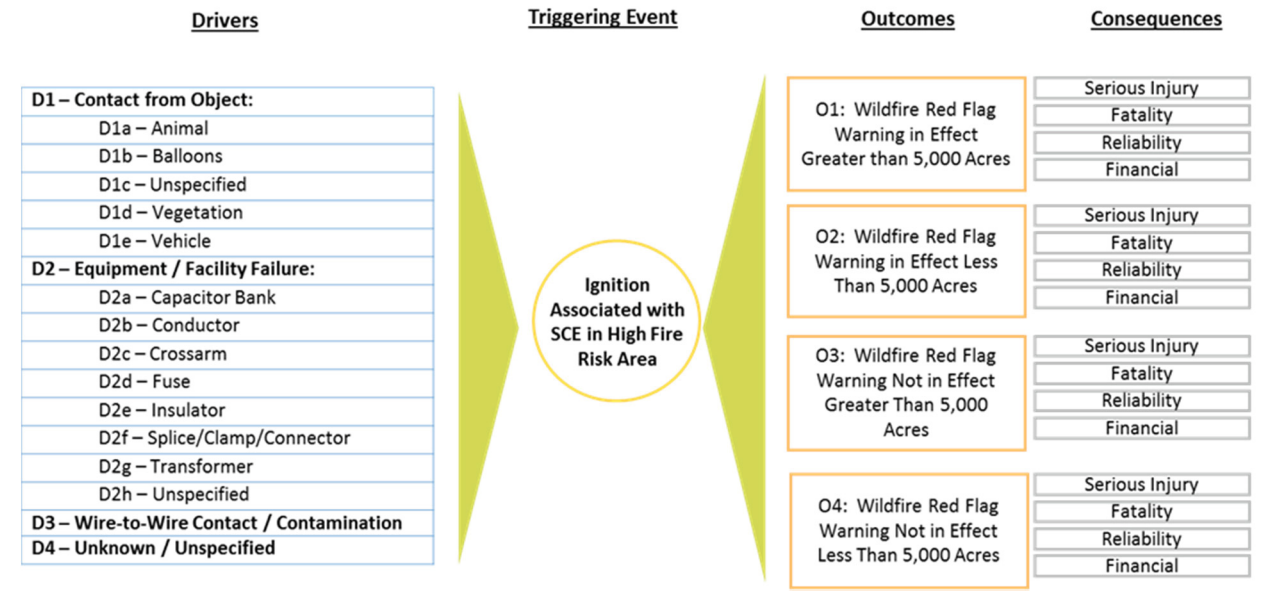 Drivers
Triggering Event
Outcomes
Consequences
D1 – Contact from Object:
D1a – Animal
D1b – Balloons
D1c – Unspecified
D1d – Vegetation
D1e – Vehicle
D2 – Equipment / Facility Failure:
D2a – Capacitor Bank
D2b – Conductor
D2c – Crossarm
D2d – Fuse
D2e – Insulator
D2f – Splice/Clamp/Connector
D2g – Transformer
D2h – Unspecified
D3 – Wire-to-Wire Contact / Contamination
D4 – Unknown / Unspecified
Ignition
Associated with
SCE in High Fire
Risk Area
O1: Wildfire Red Flag
Warning in Effect
Greater than 5,000 Acres
Serious Injury
Fatality
Reliability
Financial
O2: Wildfire Red Flag
Warning in Effect Less
Than 5,000 Acres
Serious Injury
Fatality
Reliability
Financial
O3: Wildfire Red Flag
Warning Not in Effect
Greater Than 5,000
Acres
Serious Injury
Fatality
Reliability
Financial
O4: Wildfire Red Flag
Warning Not in Effect
Less Than 5,000 Acres
Serious Injury
Fatality
Reliability
Financial